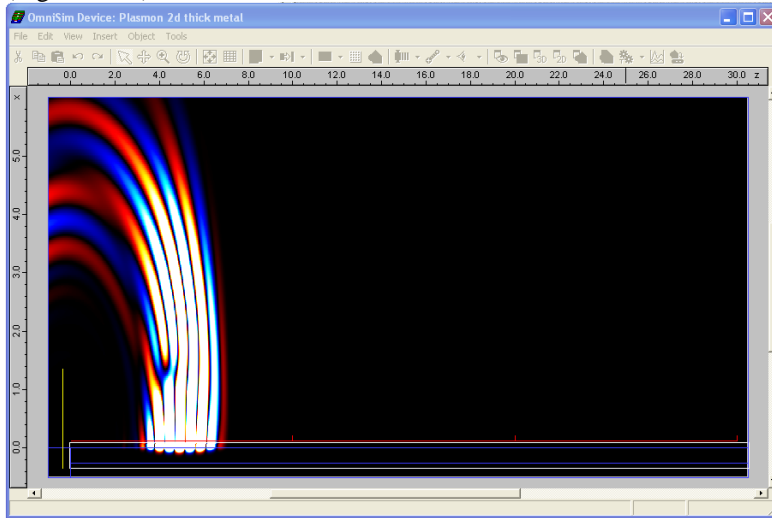 OmniSim Device: Plasmon 2d thick metal
File Edit View Insert Object Tools
0.0 2.0 4.0 6.0 8.0 10.0 12.0 14.0 16.0 18.0 20.0 22.0 24.0 26.0 28.0 30.0 z
x
5.0
4.0
3.0
2.0
1.0
0.0